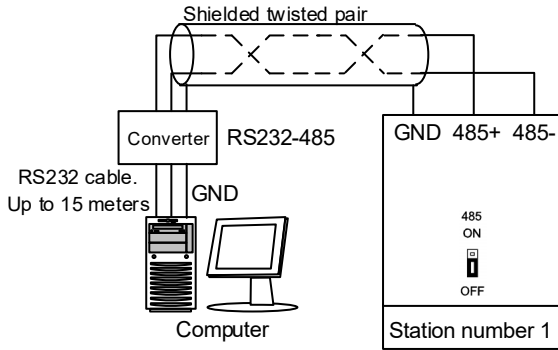 Shielded twisted pair
Converter
RS232-485
GND 485+ 485-
RS232 cable.
Up to 15 meters
GND
485
ON
OFF
Computer
Station number 1